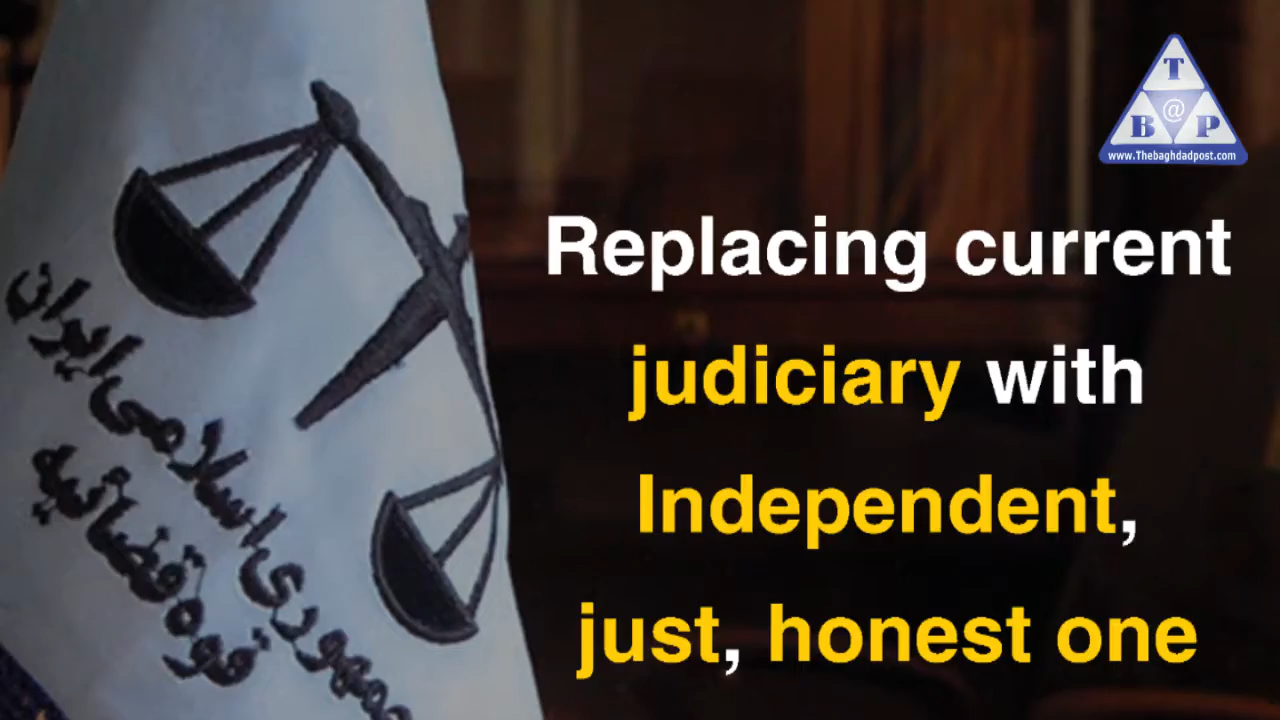 T
B @ P
www.Thebaghdadpost.com
Replacing current
judiciary with
Independent,
just, honest one
جمهوری اسلامی ایران
قوه قضائیه